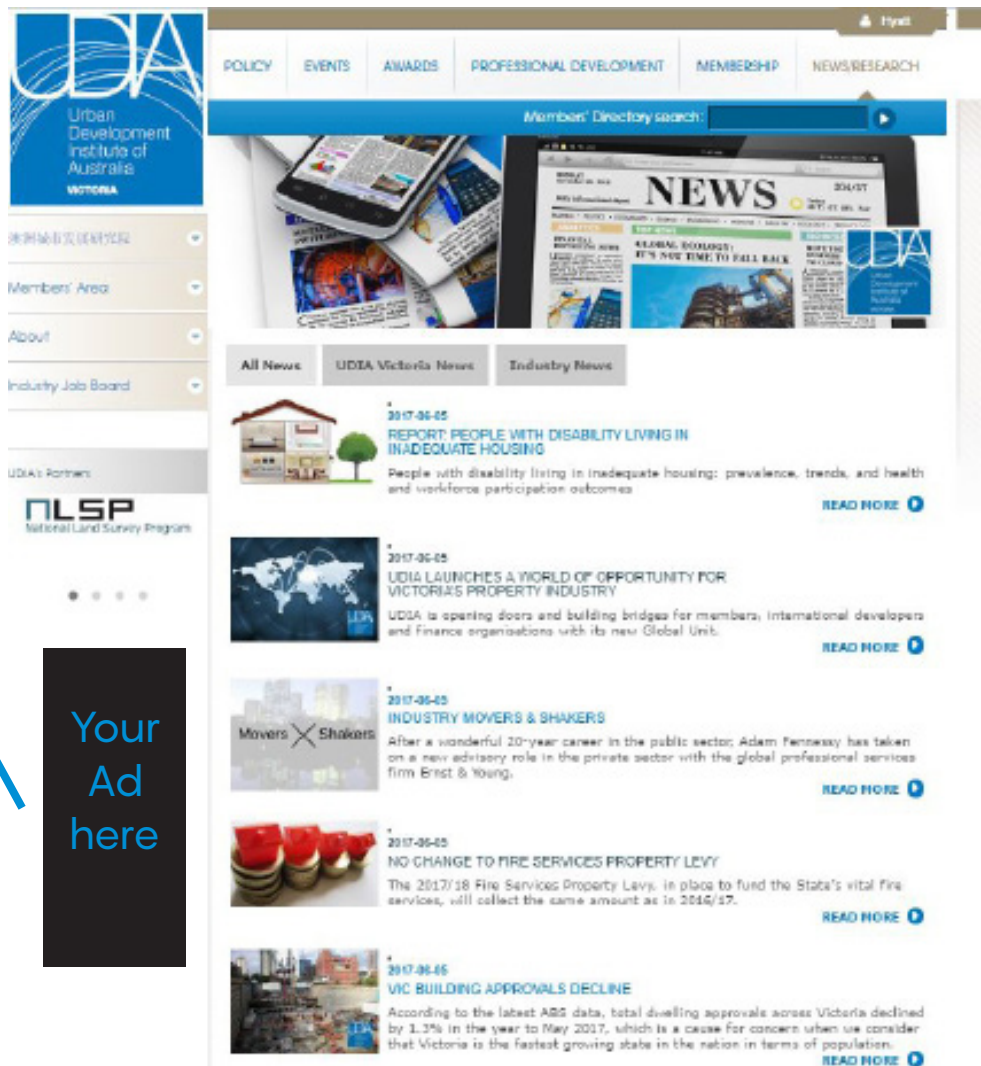 UDIA
Urban
Development
Institute of
Australia
VICTORIA
Hyatt
POLICY EVENTS AWARDS PROFESSIONAL DEVELOPMENT MEMBERSHIP NEWS/RESEARCH
Members' Directory search:
NEWS
GLOBAL ECOLOGY:
IT'S NOT TIME TO FALL BACK
UDIA
Urban
Development
Institute of
Australia
Members' Area
About
Industry Job Board
UDIA's Partners
NLSP
National Land Survey Program
Your
Ad
here
All News UDIA Victoria News Industry News
2017-06-05
REPORT: PEOPLE WITH DISABILITY LIVING IN
INADEQUATE HOUSING
People with disability living in inadequate housing: prevalence, trends, and health
and workforce participation outcomes
READ MORE
2017-06-05
UDIA LAUNCHES A WORLD OF OPPORTUNITY FOR
VICTORIA'S PROPERTY INDUSTRY
UDIA is opening doors and building bridges for members, international developers
and finance organisations with its new Global Unit.
READ MORE
UDIA
2017-06-05
INDUSTRY MOVERS & SHAKERS
Movers X Shakers
After a wonderful 20-year career in the public sector, Adam Fennessy has taken
on a new advisory role in the private sector with the global professional services
firm Ernst & Young.
READ MORE
2017-06-05
NO CHANGE TO FIRE SERVICES PROPERTY LEVY
The 2017/18 Fire Services Property Levy, in place to fund the State's vital fire
services, will collect the same amount as in 2016/17.
READ MORE
2017-06-05
VIC BUILDING APPROVALS DECLINE
According to the latest ABS data, total dwelling approvals across Victoria declined
by 1.3% in the year to May 2017, which is a cause for concern when we consider
that Victoria is the fastest growing state in the nation in terms of population.
READ MORE
UDIA